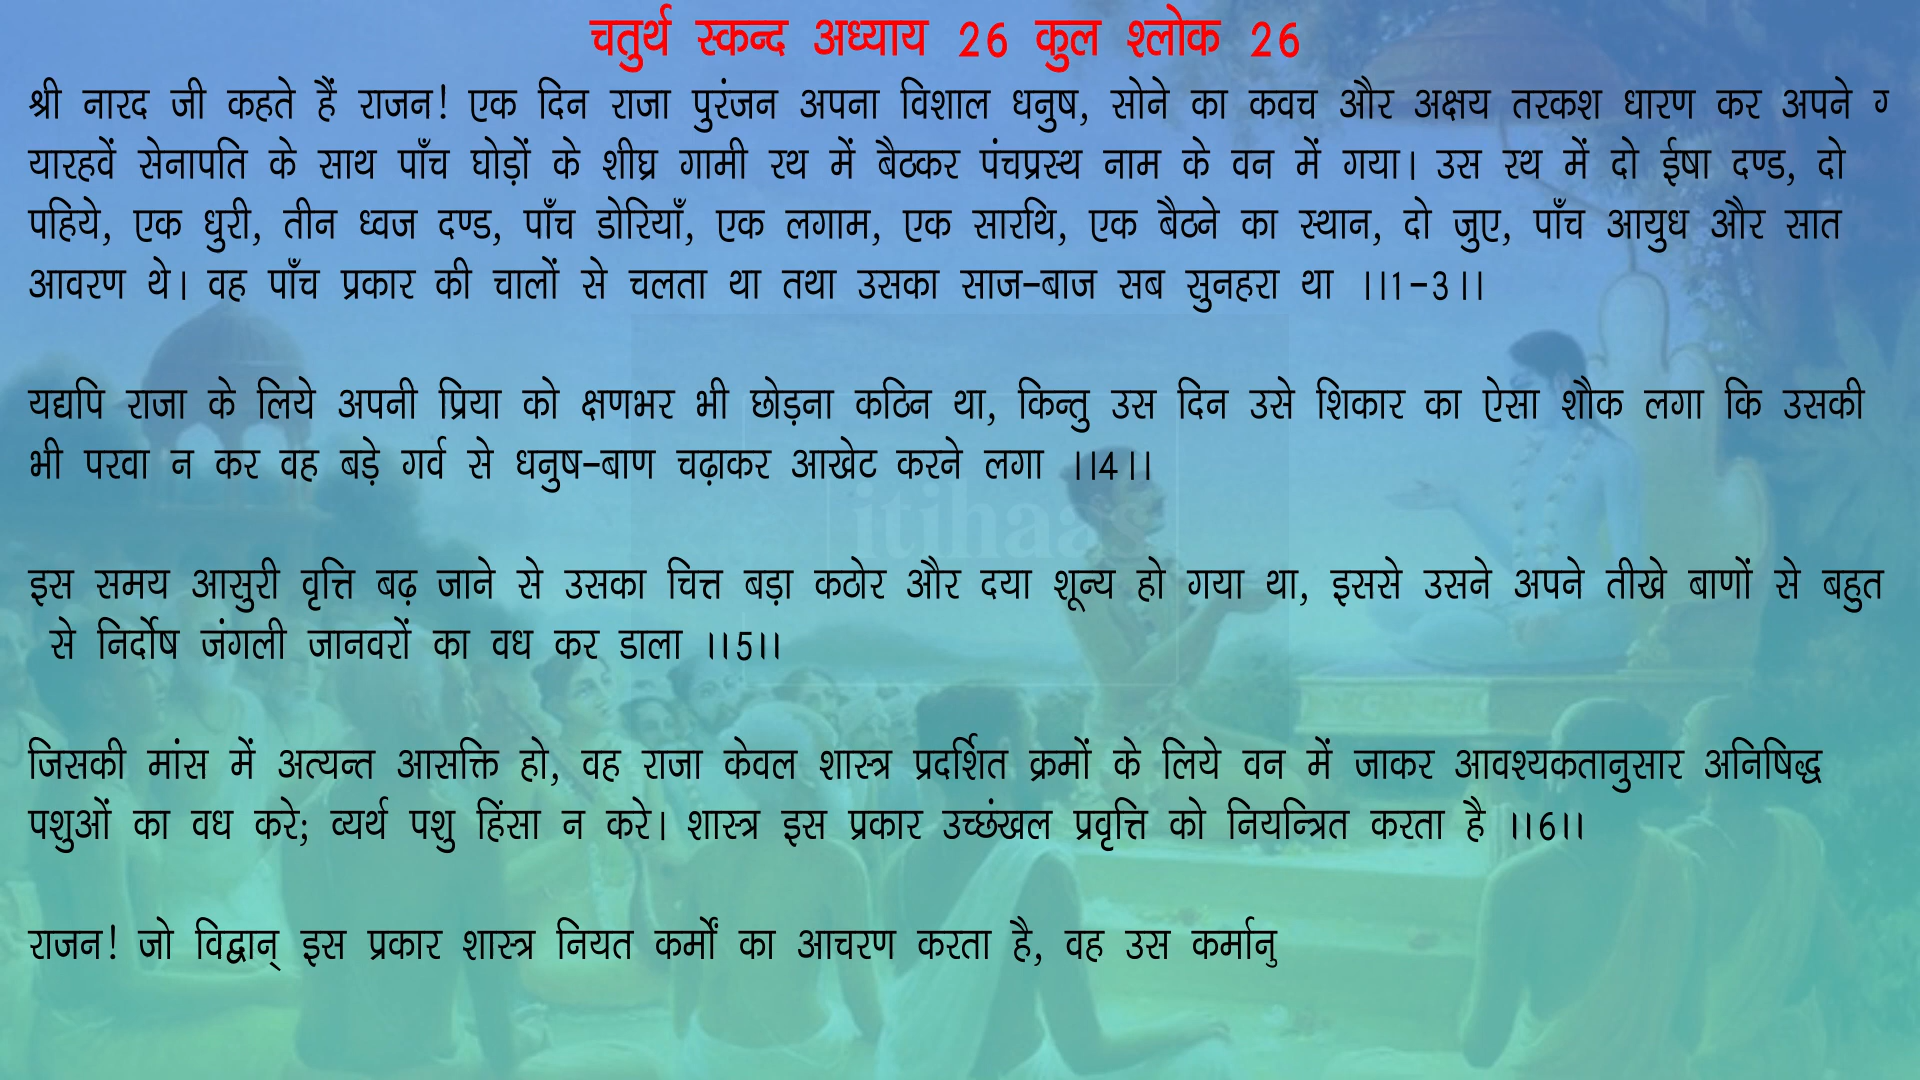 चतुर्थ स्कन्द अध्याय 26 कुल श्लोक 26
श्री नारद जी कहते हैं राजन! एक दिन राजा पुरंजन अपना विशाल धनुष, सोने का कवच और अक्षय तरकश धारण कर अपने ग्
यारहवें सेनापति के साथ पाँच घोड़ों के शीघ्र गामी रथ में बैठकर पंचप्रस्थ नाम के वन में गया। उस रथ में दो ईषा दण्ड, दो
पहिये, एक धुरी, तीन ध्वज दण्ड, पाँच डोरियाँ, एक लगाम, एक सारथि, एक बैठने का स्थान, दो जुए, पाँच आयुध और सात
आवरण थे। वह पाँच प्रकार की चालों से चलता था तथा उसका साज-बाज सब सुनहरा था ।।1-3।।
यद्यपि राजा के लिये अपनी प्रिया को क्षणभर भी छोड़ना कठिन था, किन्तु उस दिन उसे शिकार का ऐसा शौक लगा कि उसकी
भी परवा न कर वह बड़े गर्व से धनुष-बाण चढ़ाकर आखेट करने लगा ।।4।।
इस समय आसुरी वृत्ति बढ़ जाने से उसका चित्त बड़ा कठोर और दया शून्य हो गया था, इससे उसने अपने तीखे बाणों से बहुत
से निर्दोष जंगली जानवरों का वध कर डाला ।।5।।
जिसकी मांस में अत्यन्त आसक्ति हो, वह राजा केवल शास्त्र प्रदर्शित क्रमों के लिये वन में जाकर आवश्यकतानुसार अनिषिद्ध
पशुओं का वध करे; व्यर्थ पशु हिंसा न करे। शास्त्र इस प्रकार उच्छंखल प्रवृत्ति को नियन्त्रित करता है ।।6।।
राजन! जो विद्वान् इस प्रकार शास्त्र नियत कर्मों का आचरण करता है, वह उस कर्मानु
itihaas